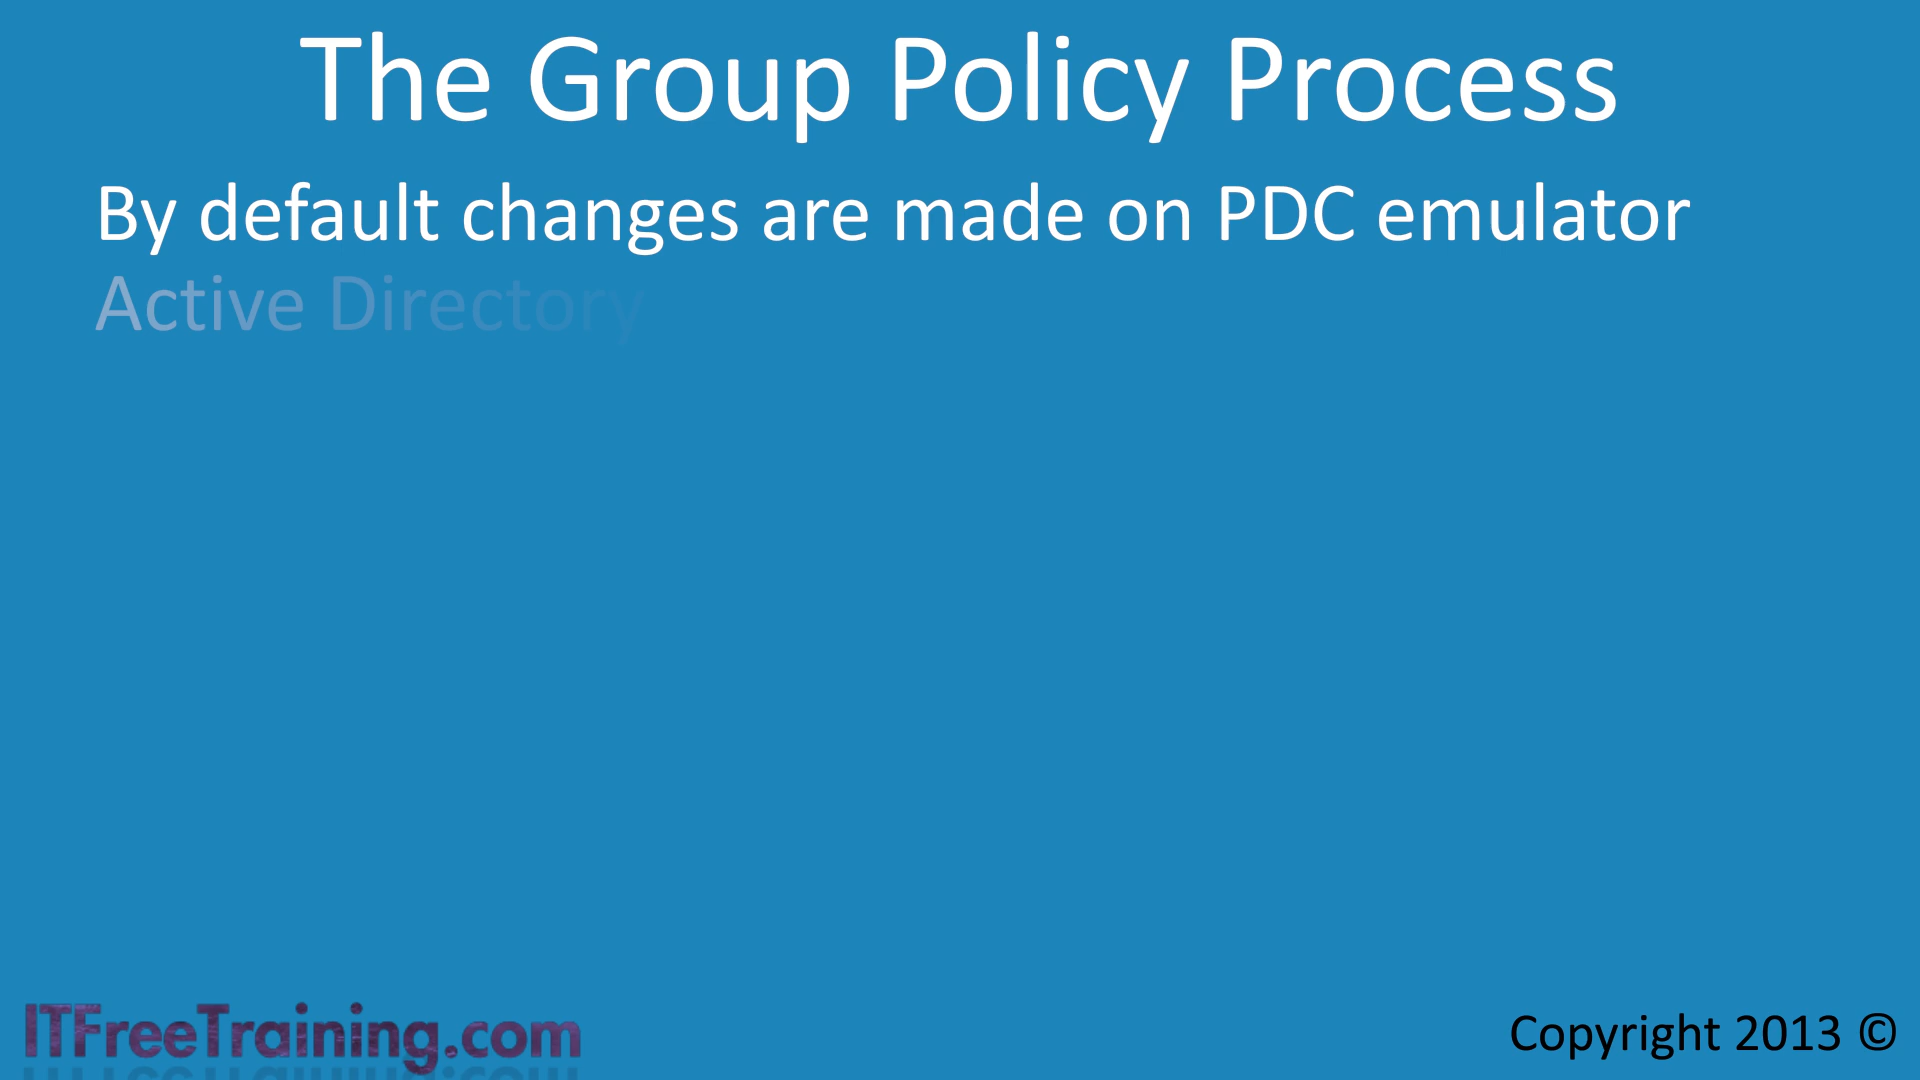 The Group Policy Process
By default changes are made on PDC emulator
Active Directory
ITFreeTraining.com
Copyright 2013 ©